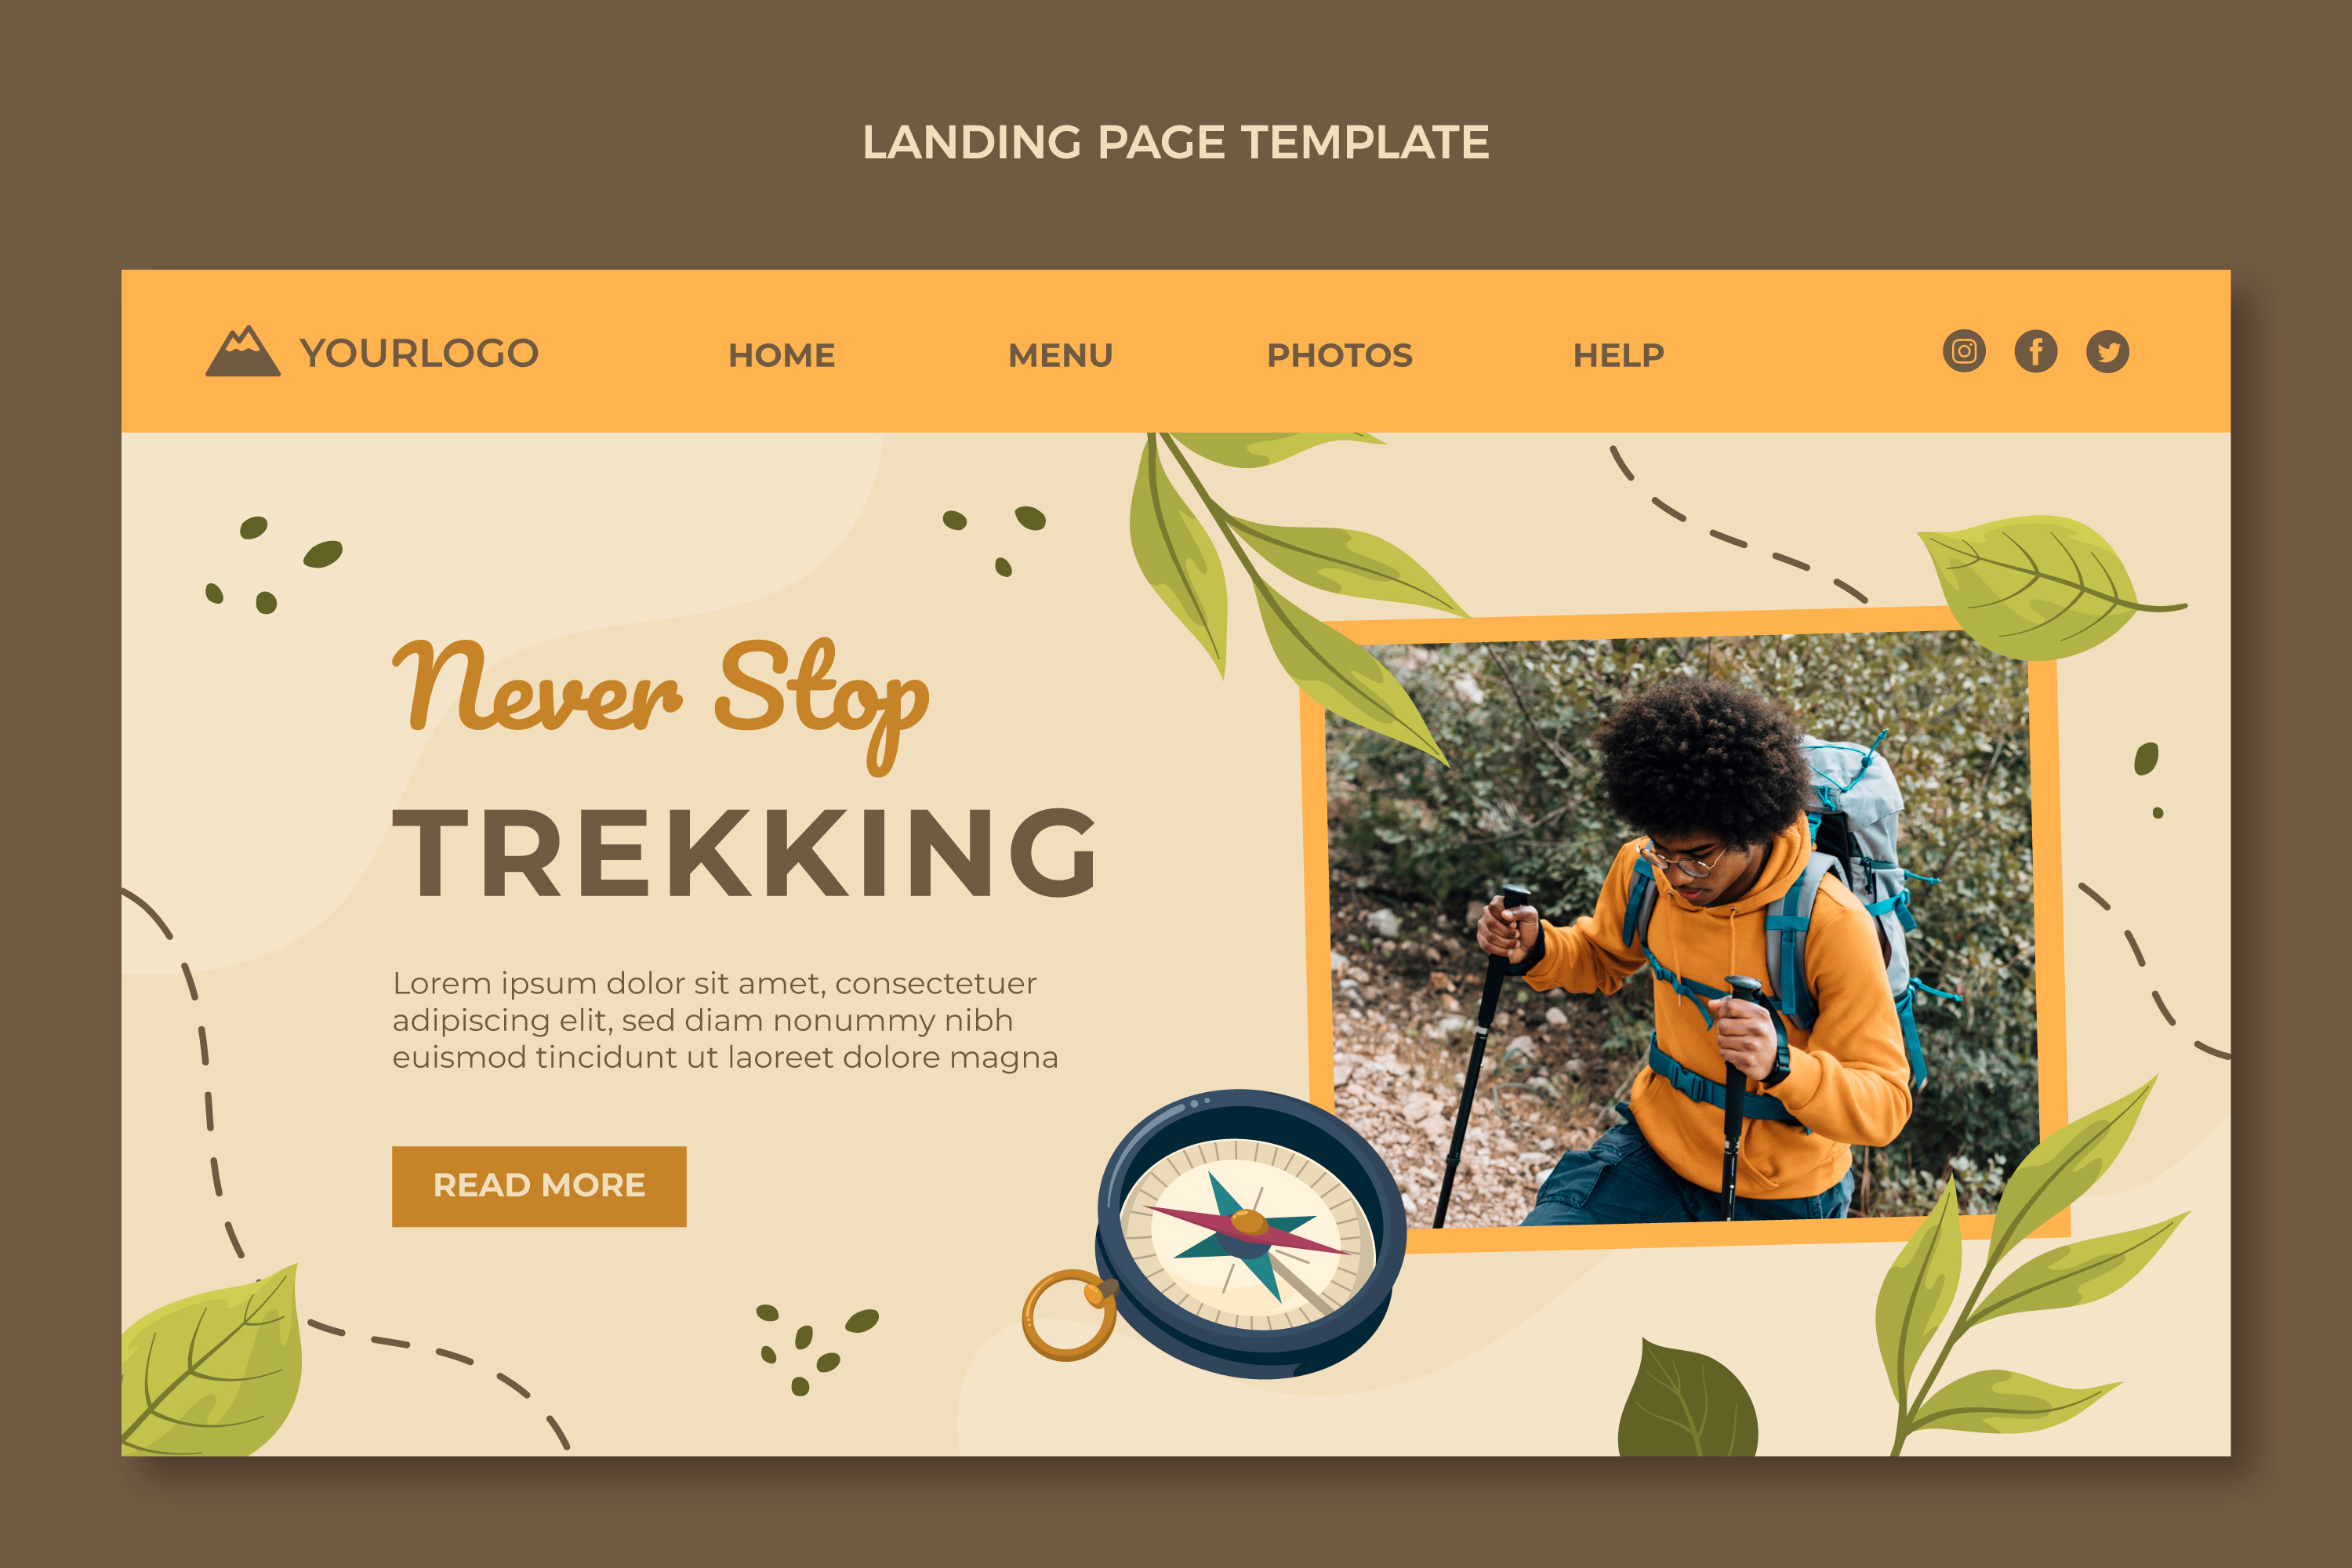 LANDING PAGE TEMPLATE
YOURLOGO
HOME
MENU
PHOTOS
HELP
Never Stop
TREKKING
Lorem ipsum dolor sit amet, consectetuer
adipiscing elit, sed diam nonummy nibh
euismod tincidunt ut laoreet dolore magna
READ MORE